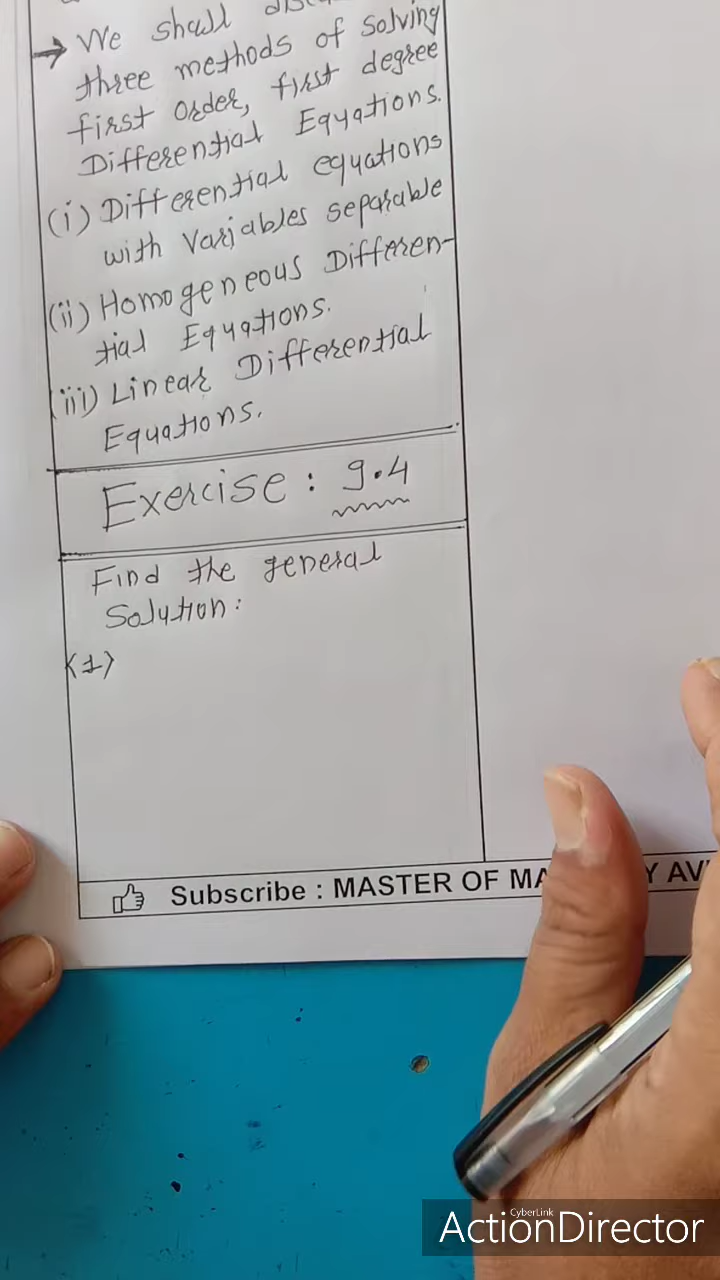 → We shall
three methods of solving
first order, first degree
Differential Equations.
(i) Differential equations
with Variables separable
(ii) Homogeneous Differen-
tial Equations.
(iii) Linear Differential
Equations.
Exercise : 9.4
Find the general
Solution:
(1)
Subscribe : MASTER OF
CyberLink
ActionDirector